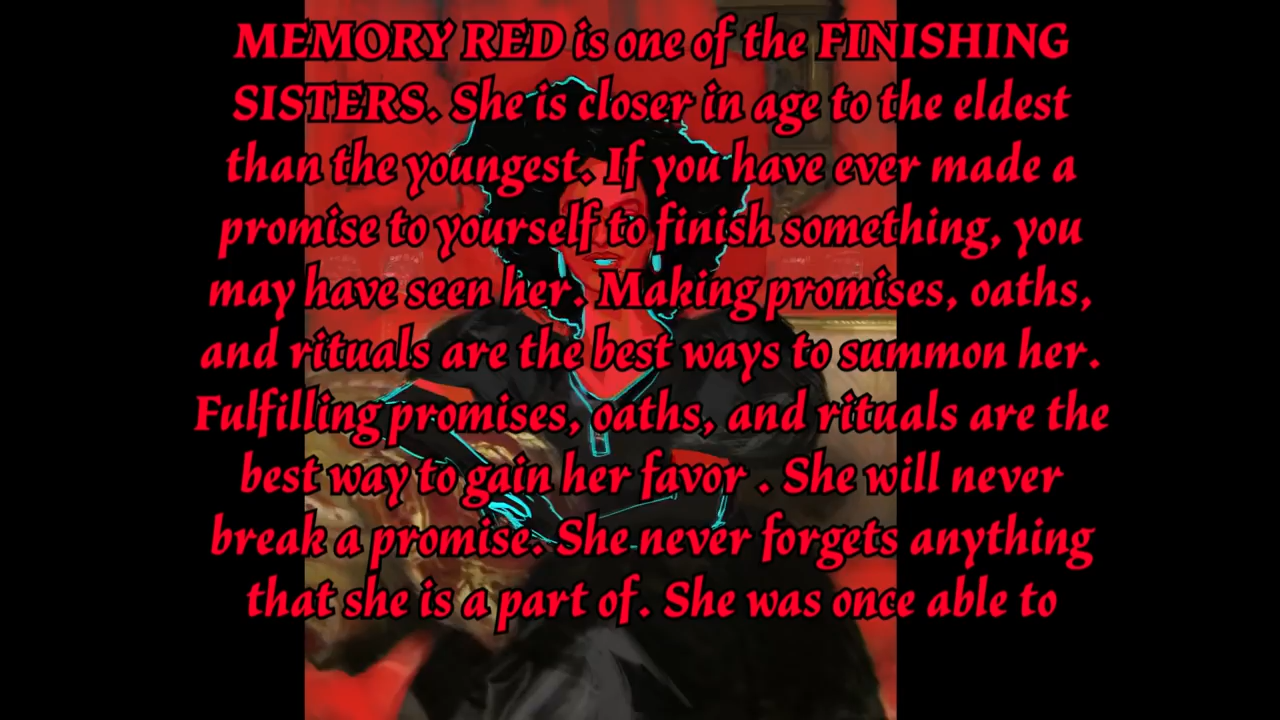 MEMORY RED is one of the FINISHING
SISTERS. She is closer in age to the eldest
than the youngest. If you have ever made a
promise to yourself to finish something, you
may have seen her. Making promises, oaths,
and rituals are the best ways to summon her.
Fulfilling promises, oaths, and rituals are the
best way to gain her favor . She will never
break a promise. She never forgets anything
that she is a part of. She was once able to